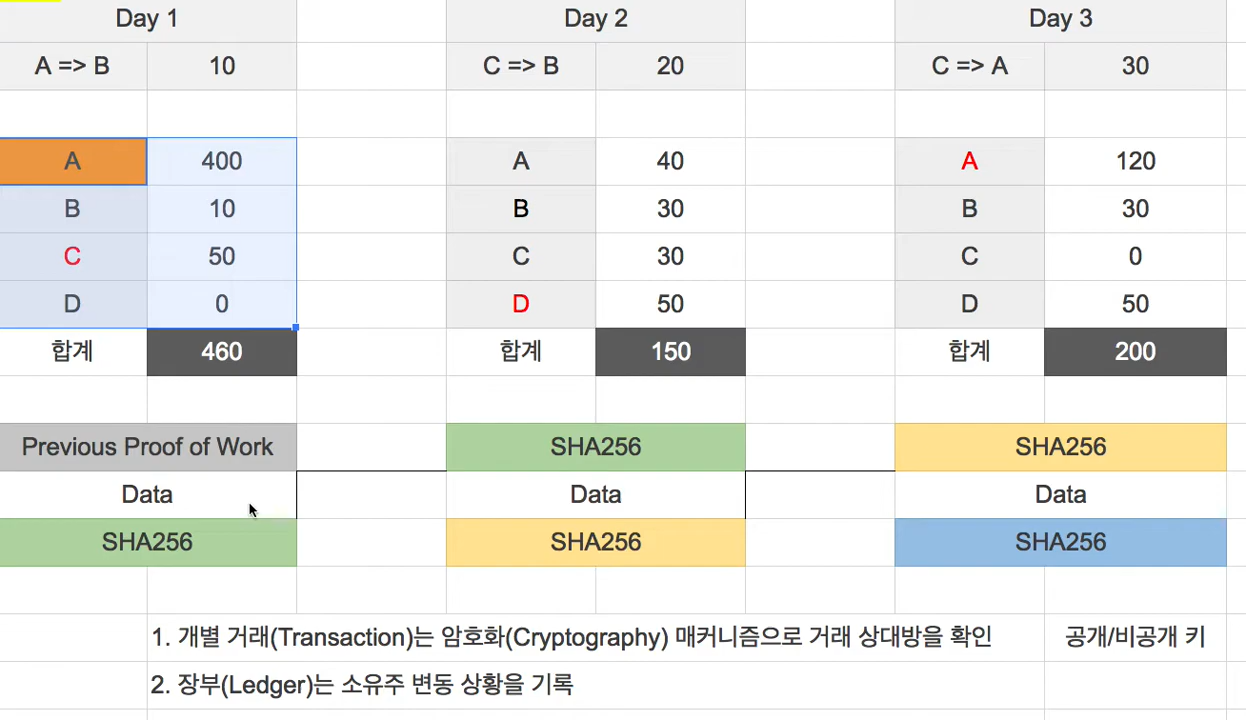 Day 1 Day 2 Day 3
A => B 10 C => B 20 C => A 30
A 400 A 40 A 120
B 10 B 30 B 30
C 50 C 30 C 0
D 0 D 50 D 50
합계 460 합계 150 합계 200
Previous Proof of Work SHA256 SHA256
Data Data Data
SHA256 SHA256 SHA256
1. 개별 거래(Transaction)는 암호화(Cryptography) 매커니즘으로 거래 상대방을 확인 공개/비공개 키
2. 장부(Ledger)는 소유주 변동 상황을 기록